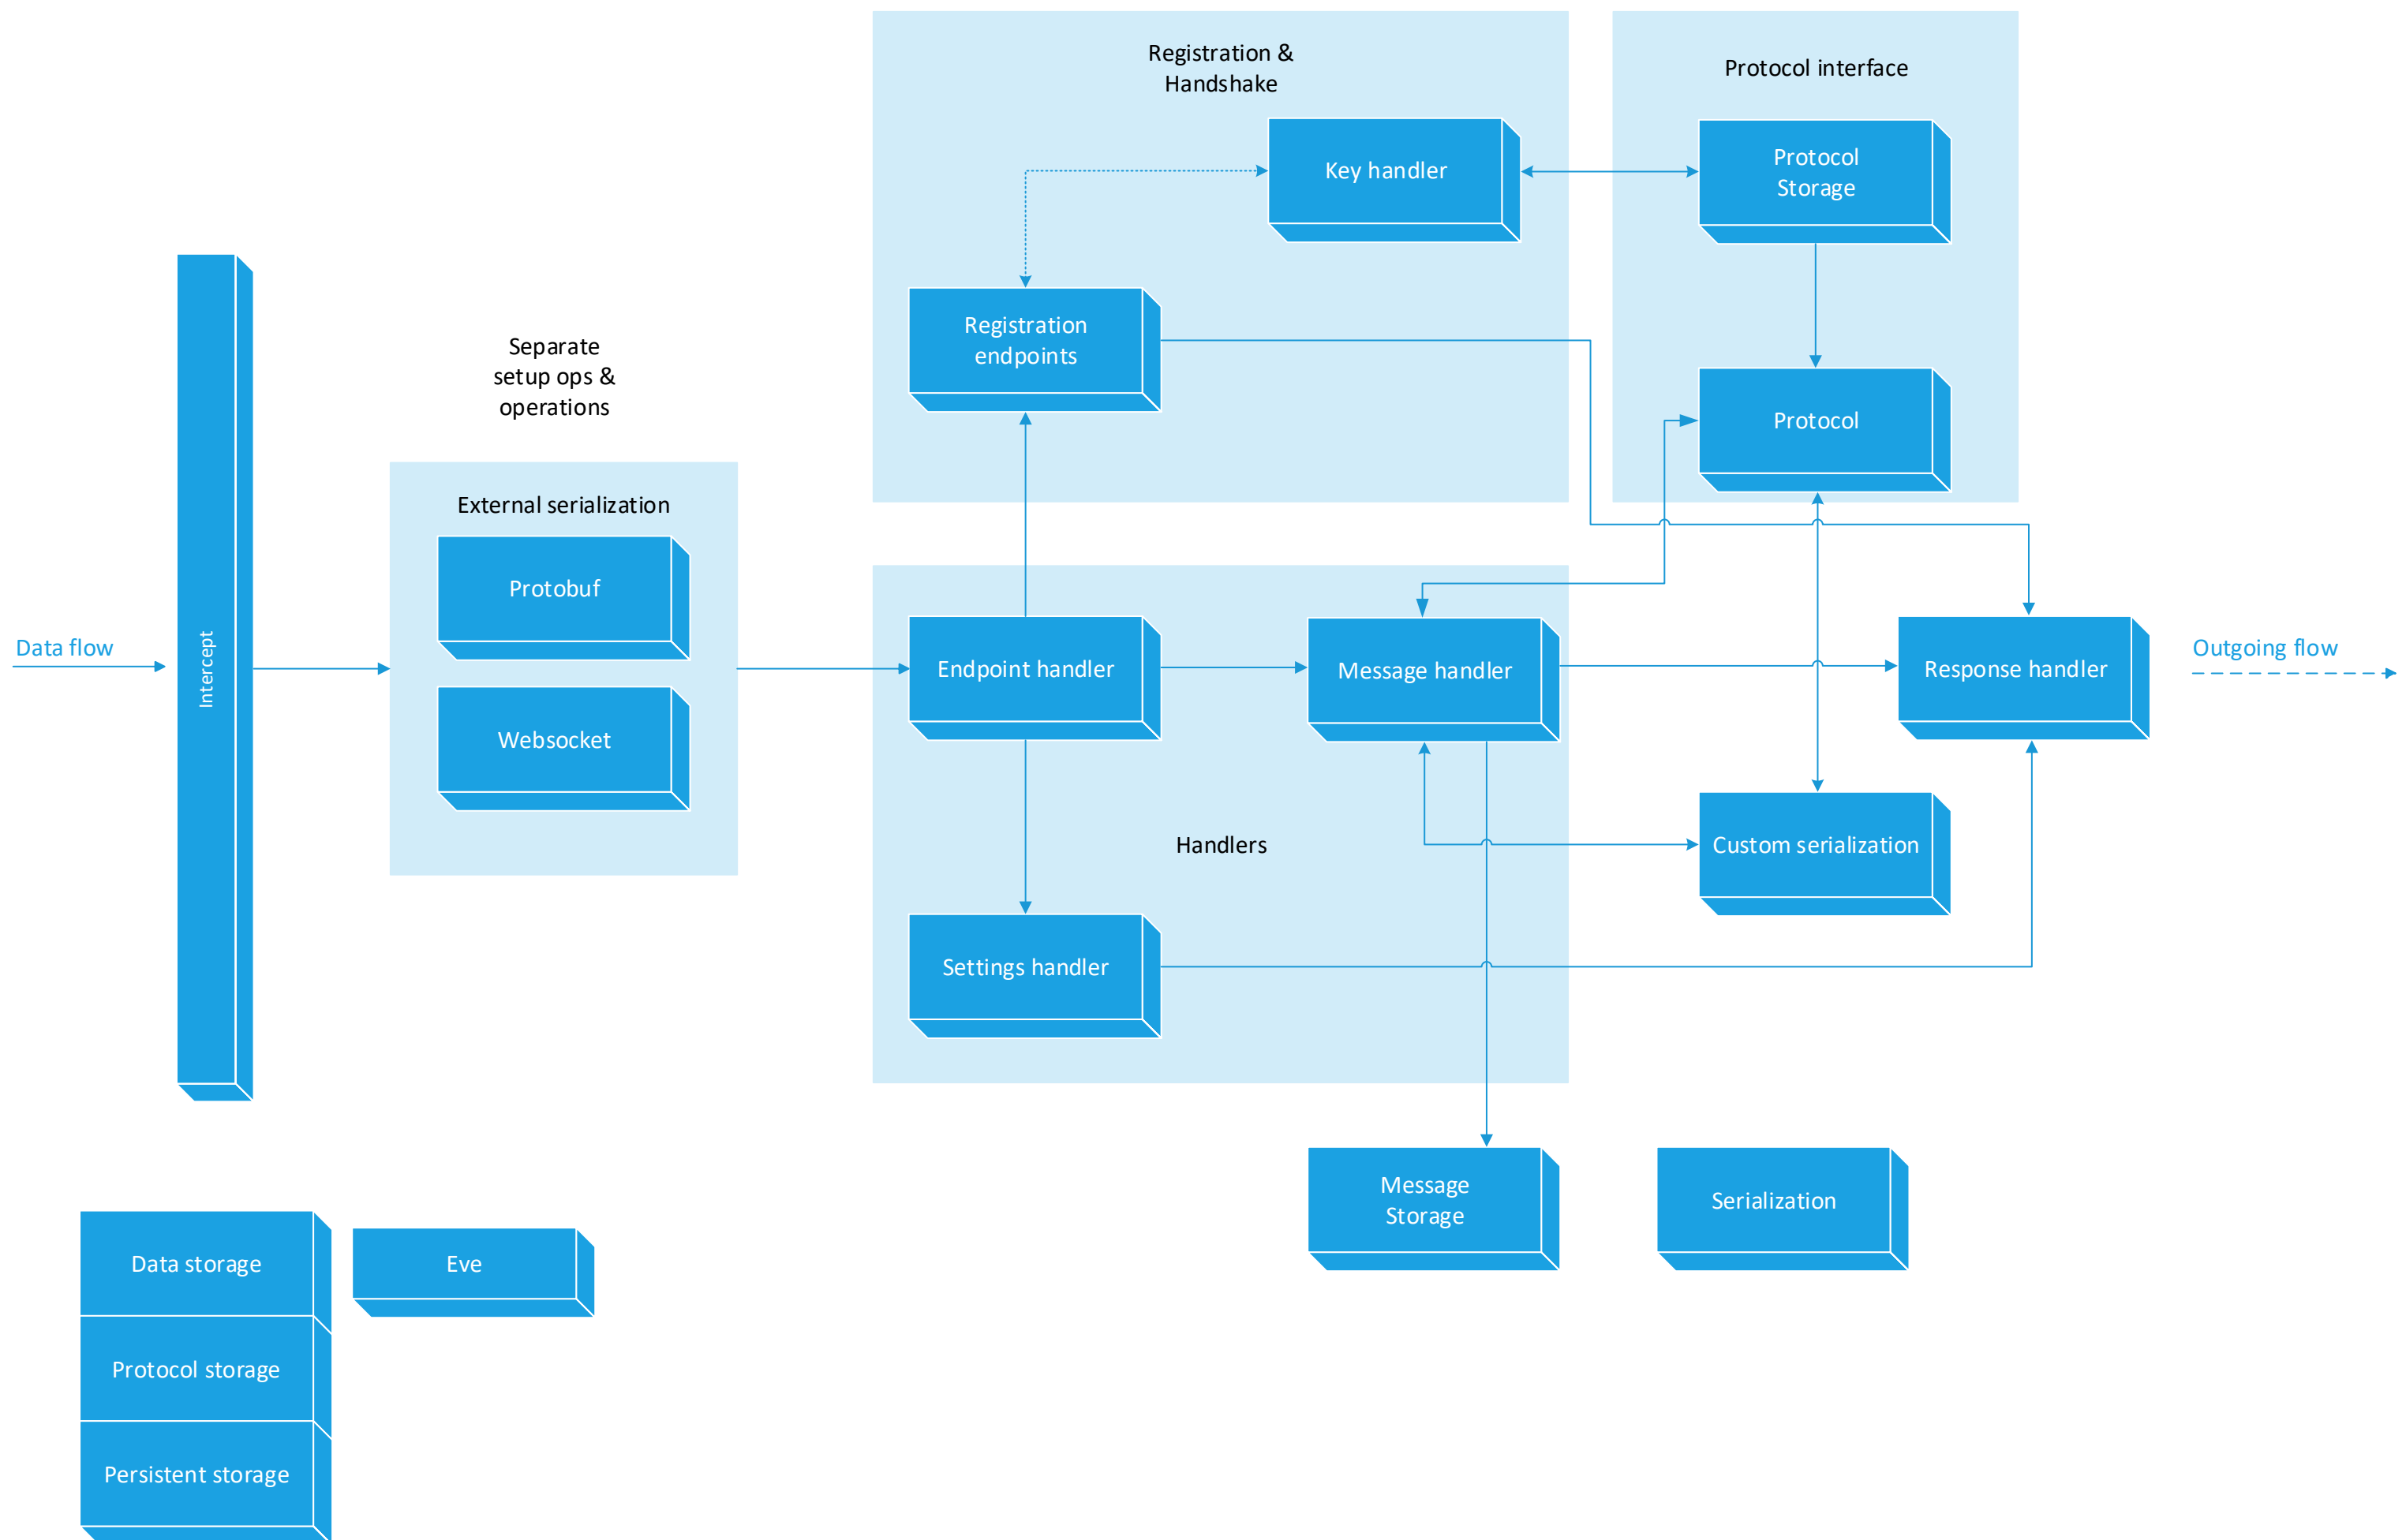 Registration &
Handshake
Protocol interface
Key handler
Protocol
Storage
Registration
endpoints
Separate
setup ops &
operations
Protocol
External serialization
Protobuf
Data flow
Intercept
Endpoint handler
Message handler
Response handler
Outgoing flow
Websocket
Handlers
Custom serialization
Settings handler
Message
Storage
Serialization
Data storage
Eve
Protocol storage
Persistent storage